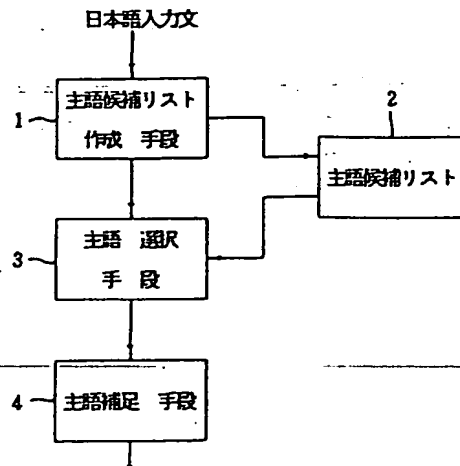 日本語入力文
主語候補リスト
作成 手段
1
2
主語候補リスト
主語 選択
手 段
3
主語補足 手段
4